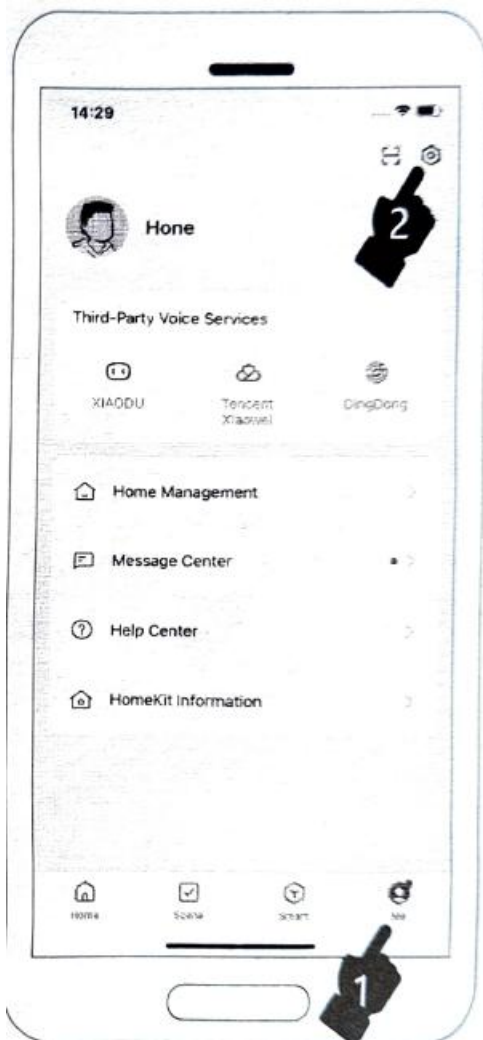 14:29
Hone
2
Third-Party Voice Services
XIAODU
Tencent
Xiaowei
DingDong
Home Management
Message Center
Help Center
HomeKit Information
Home
Scene
Smart
Me
1